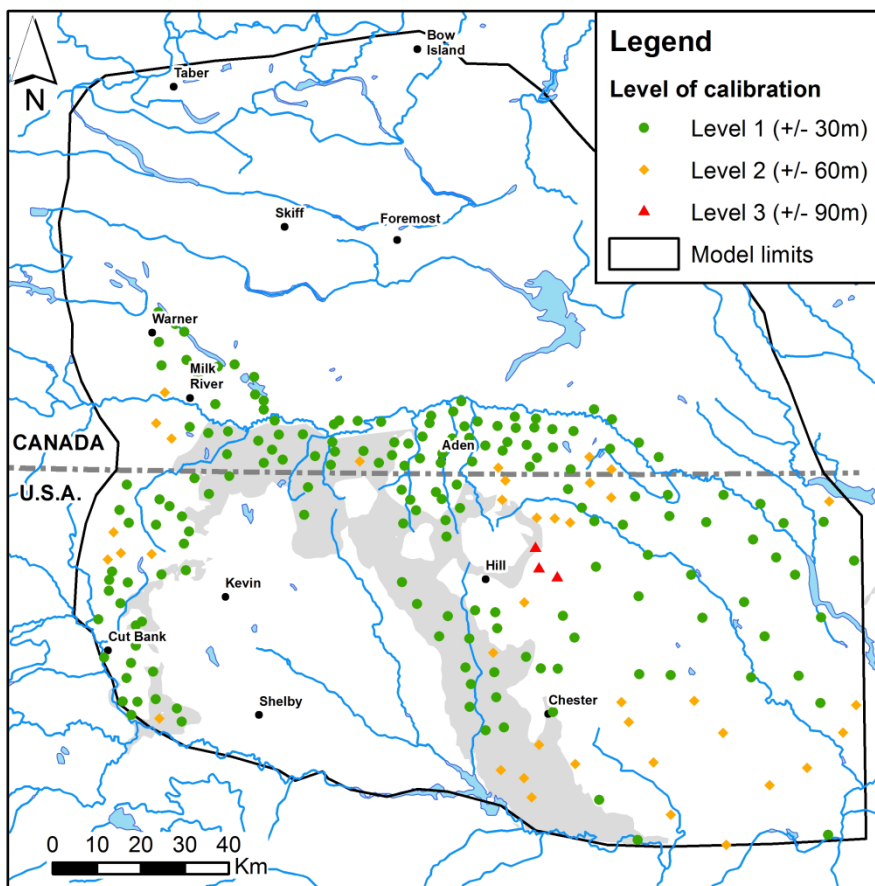 Bow
Island
Taber
N
Legend
Level of calibration
Level 1 (+/- 30m)
Level 2 (+/- 60m)
Level 3 (+/- 90m)
Model limits
Skiff
Foremost
Warner
Milk
River
CANADA
Aden
U.S.A.
Hill
Kevin
Cut Bank
Shelby
Chester
0 10 20 30 40
Km